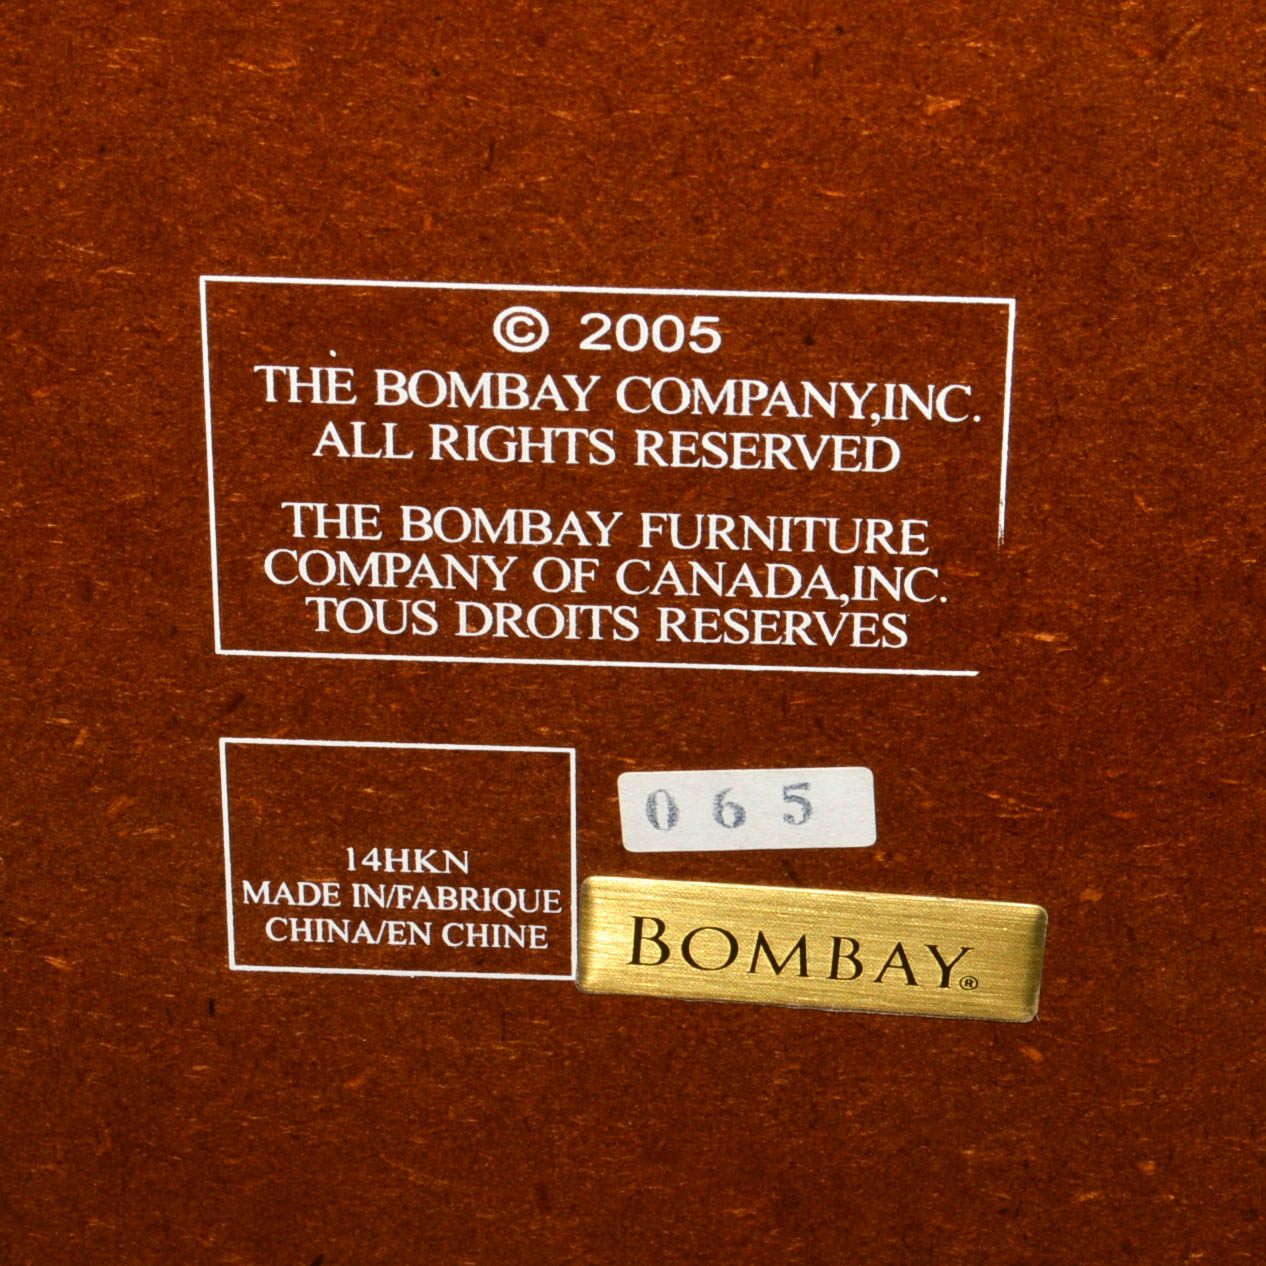 © 2005
THE BOMBAY COMPANY,INC.
ALL RIGHTS RESERVED
THE BOMBAY FURNITURE
COMPANY OF CANADA,INC.
TOUS DROITS RESERVES
14HKN
MADE IN/FABRIQUE
CHINA/EN CHINE
065
BOMBAY®